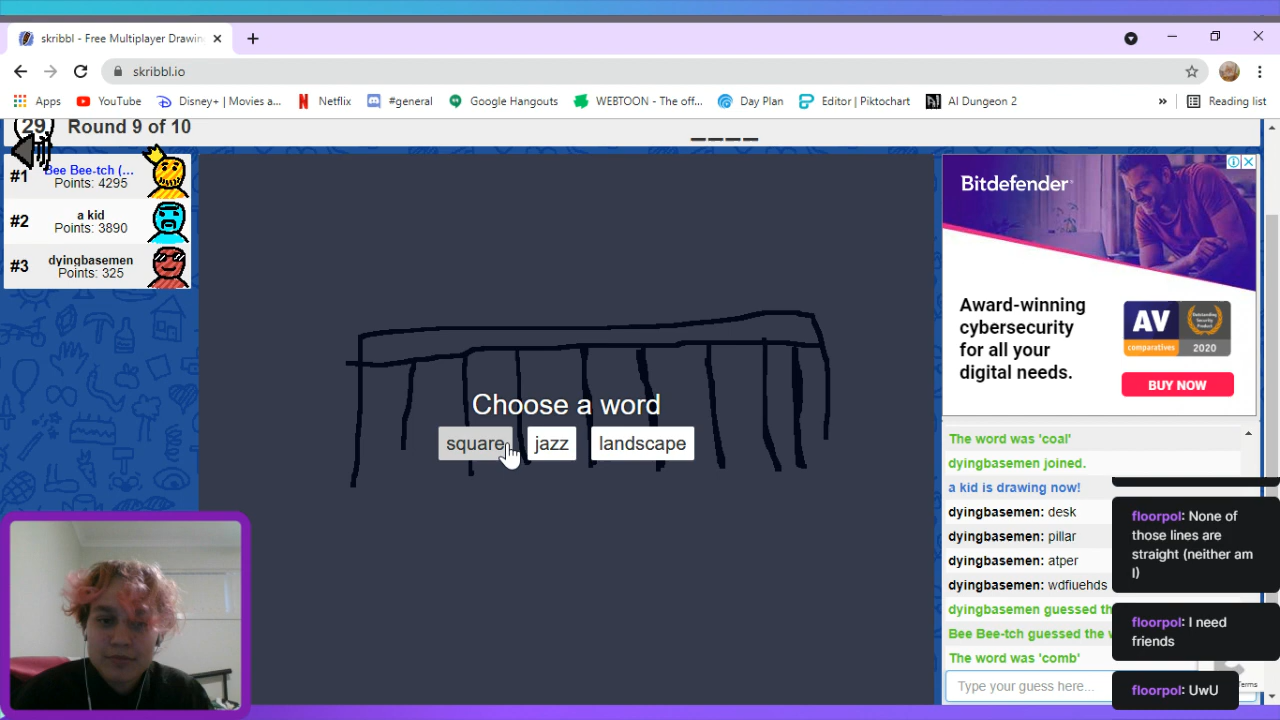 skribbl - Free Multiplayer Drawin
skribbl.io
Apps YouTube Disney+ | Movies a... Netflix #general Google Hangouts WEBTOON - The off... Day Plan Editor | Piktochart AI Dungeon 2 » Reading list
29 Round 9 of 10 ____
#1 Bee Bee-tch (...
Points: 4295
#2 a kid
Points: 3890
#3 dyingbasemen
Points: 325
Choose a word
square jazz landscape
Bitdefender
Award-winning
cybersecurity
for all your
digital needs.
AV
comparatives
2020
BUY NOW
The word was 'coal'
dyingbasemen joined.
a kid is drawing now!
dyingbasemen: desk
dyingbasemen: pillar
dyingbasemen: atper
dyingbasemen: wdfiuehds
dyingbasemen guessed th
Bee Bee-tch guessed the w
The word was 'comb'
Type your guess here...
floorpol: None of
those lines are
straight (neither am
I)
floorpol: I need
friends
floorpol: UwU
Terms